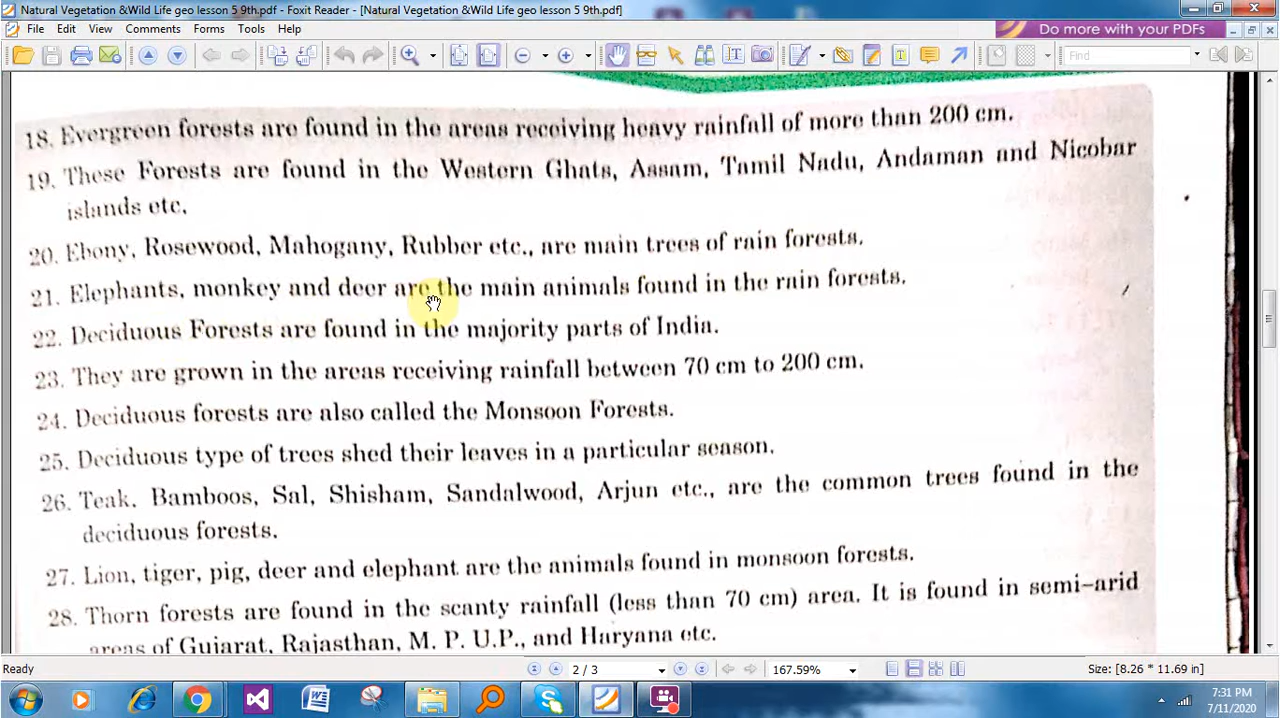 Natural Vegetation &Wild Life geo lesson 5 9th.pdf - Foxit Reader - [Natural Vegetation &Wild Life geo lesson 5 9th.pdf]
File Edit View Comments Forms Tools Help
Do more with your PDFs
Find
18. Evergreen forests are found in the areas receiving heavy rainfall of more than 200 cm.
19. These Forests are found in the Western Ghats, Assam, Tamil Nadu, Andaman and Nicobar
islands etc.
20. Ebony, Rosewood, Mahogany, Rubber etc., are main trees of rain forests.
21. Elephants, monkey and deer are the main animals found in the rain forests.
22. Deciduous Forests are found in the majority parts of India.
23. They are grown in the areas receiving rainfall between 70 cm to 200 cm.
24. Deciduous forests are also called the Monsoon Forests.
25. Deciduous type of trees shed their leaves in a particular season.
26. Teak, Bamboos, Sal, Shisham, Sandalwood, Arjun etc., are the common trees found in the
deciduous forests.
27. Lion, tiger, pig, deer and elephant are the animals found in monsoon forests.
28. Thorn forests are found in the scanty rainfall (less than 70 cm) area. It is found in semi-arid
areas of Gujarat, Rajasthan, M. P. U.P., and Haryana etc.
Ready 2 / 3 167.59% Size: [8.26 * 11.69 in]
7:31 PM
7/11/2020